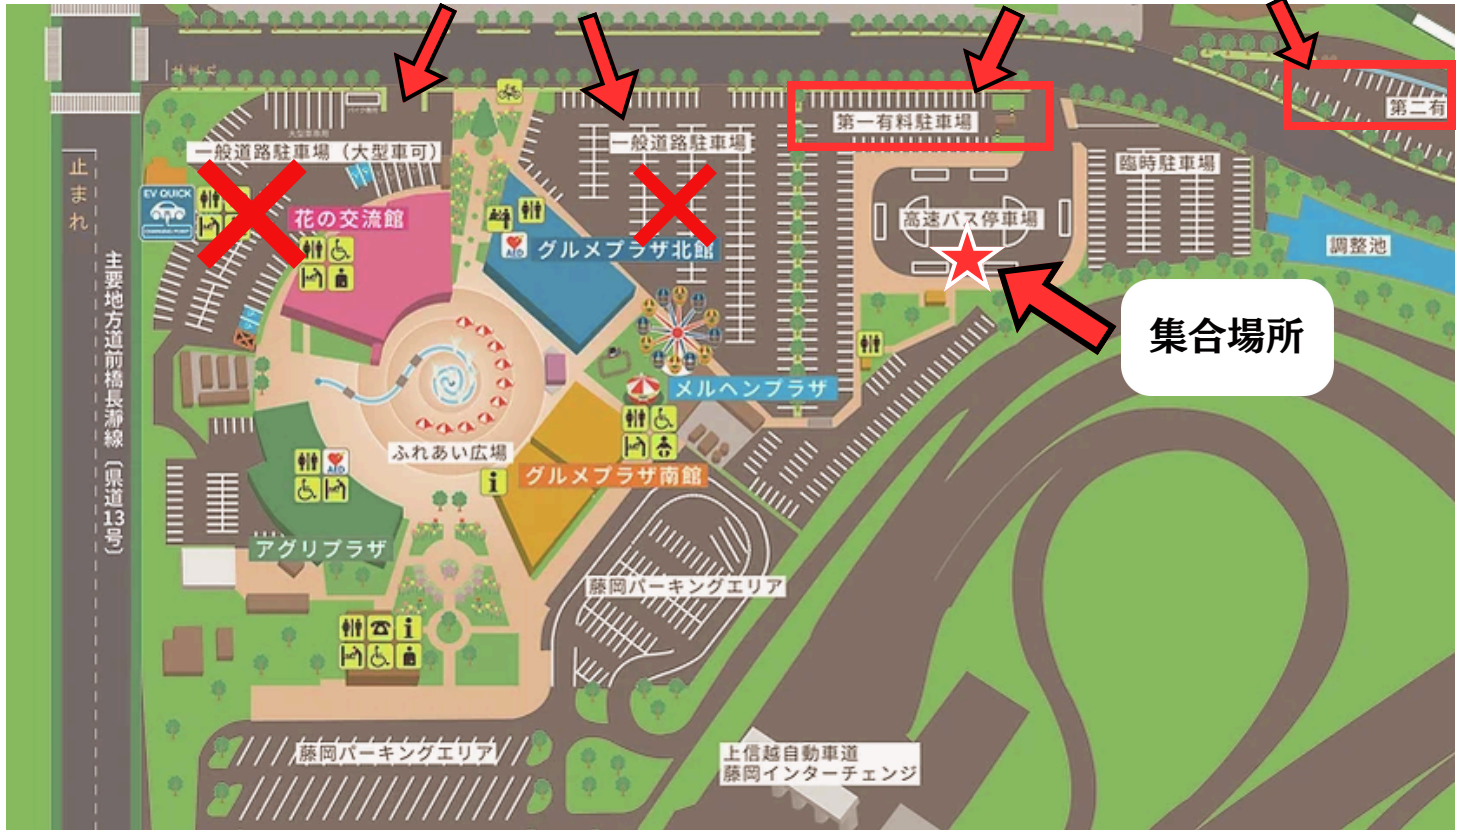 止まれ
一般道路駐車場（大型車可）
一般道路駐車場
第一有料駐車場
第二有
臨時駐車場
止まれ
EV QUICK
CHARGING POINT
花の交流館
AED
グルメプラザ北館
高速バス停車場
調整池
集合場所
主要地方道前橋長瀞線（県道13号）
メルヘンプラザ
ふれあい広場
i
グルメプラザ南館
AED
アグリプラザ
藤岡パーキングエリア
i
藤岡パーキングエリア
上信越自動車道
藤岡インターチェンジ